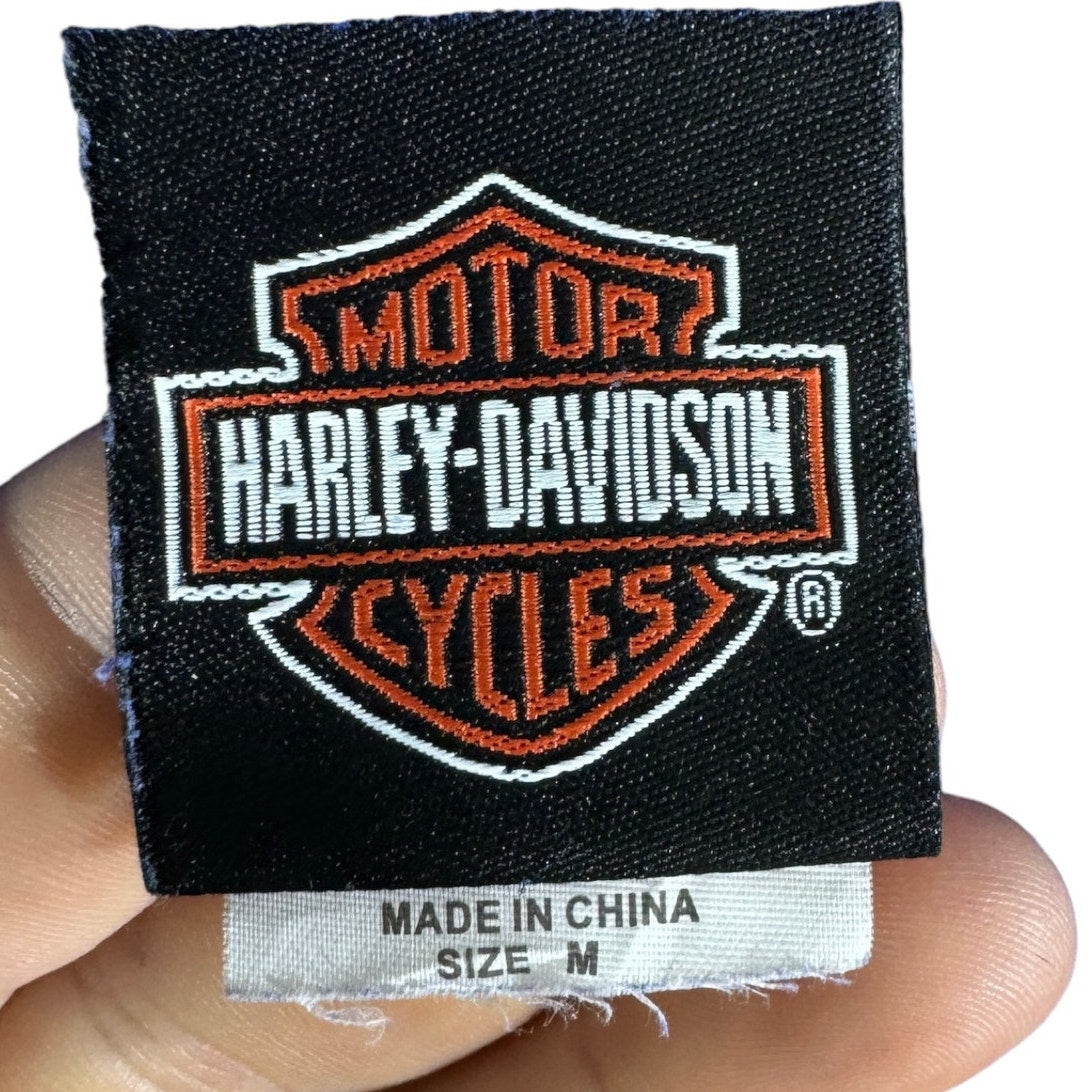 MOTOR
HARLEY-DAVIDSON
CYCLES
®
MADE IN CHINA
SIZE M